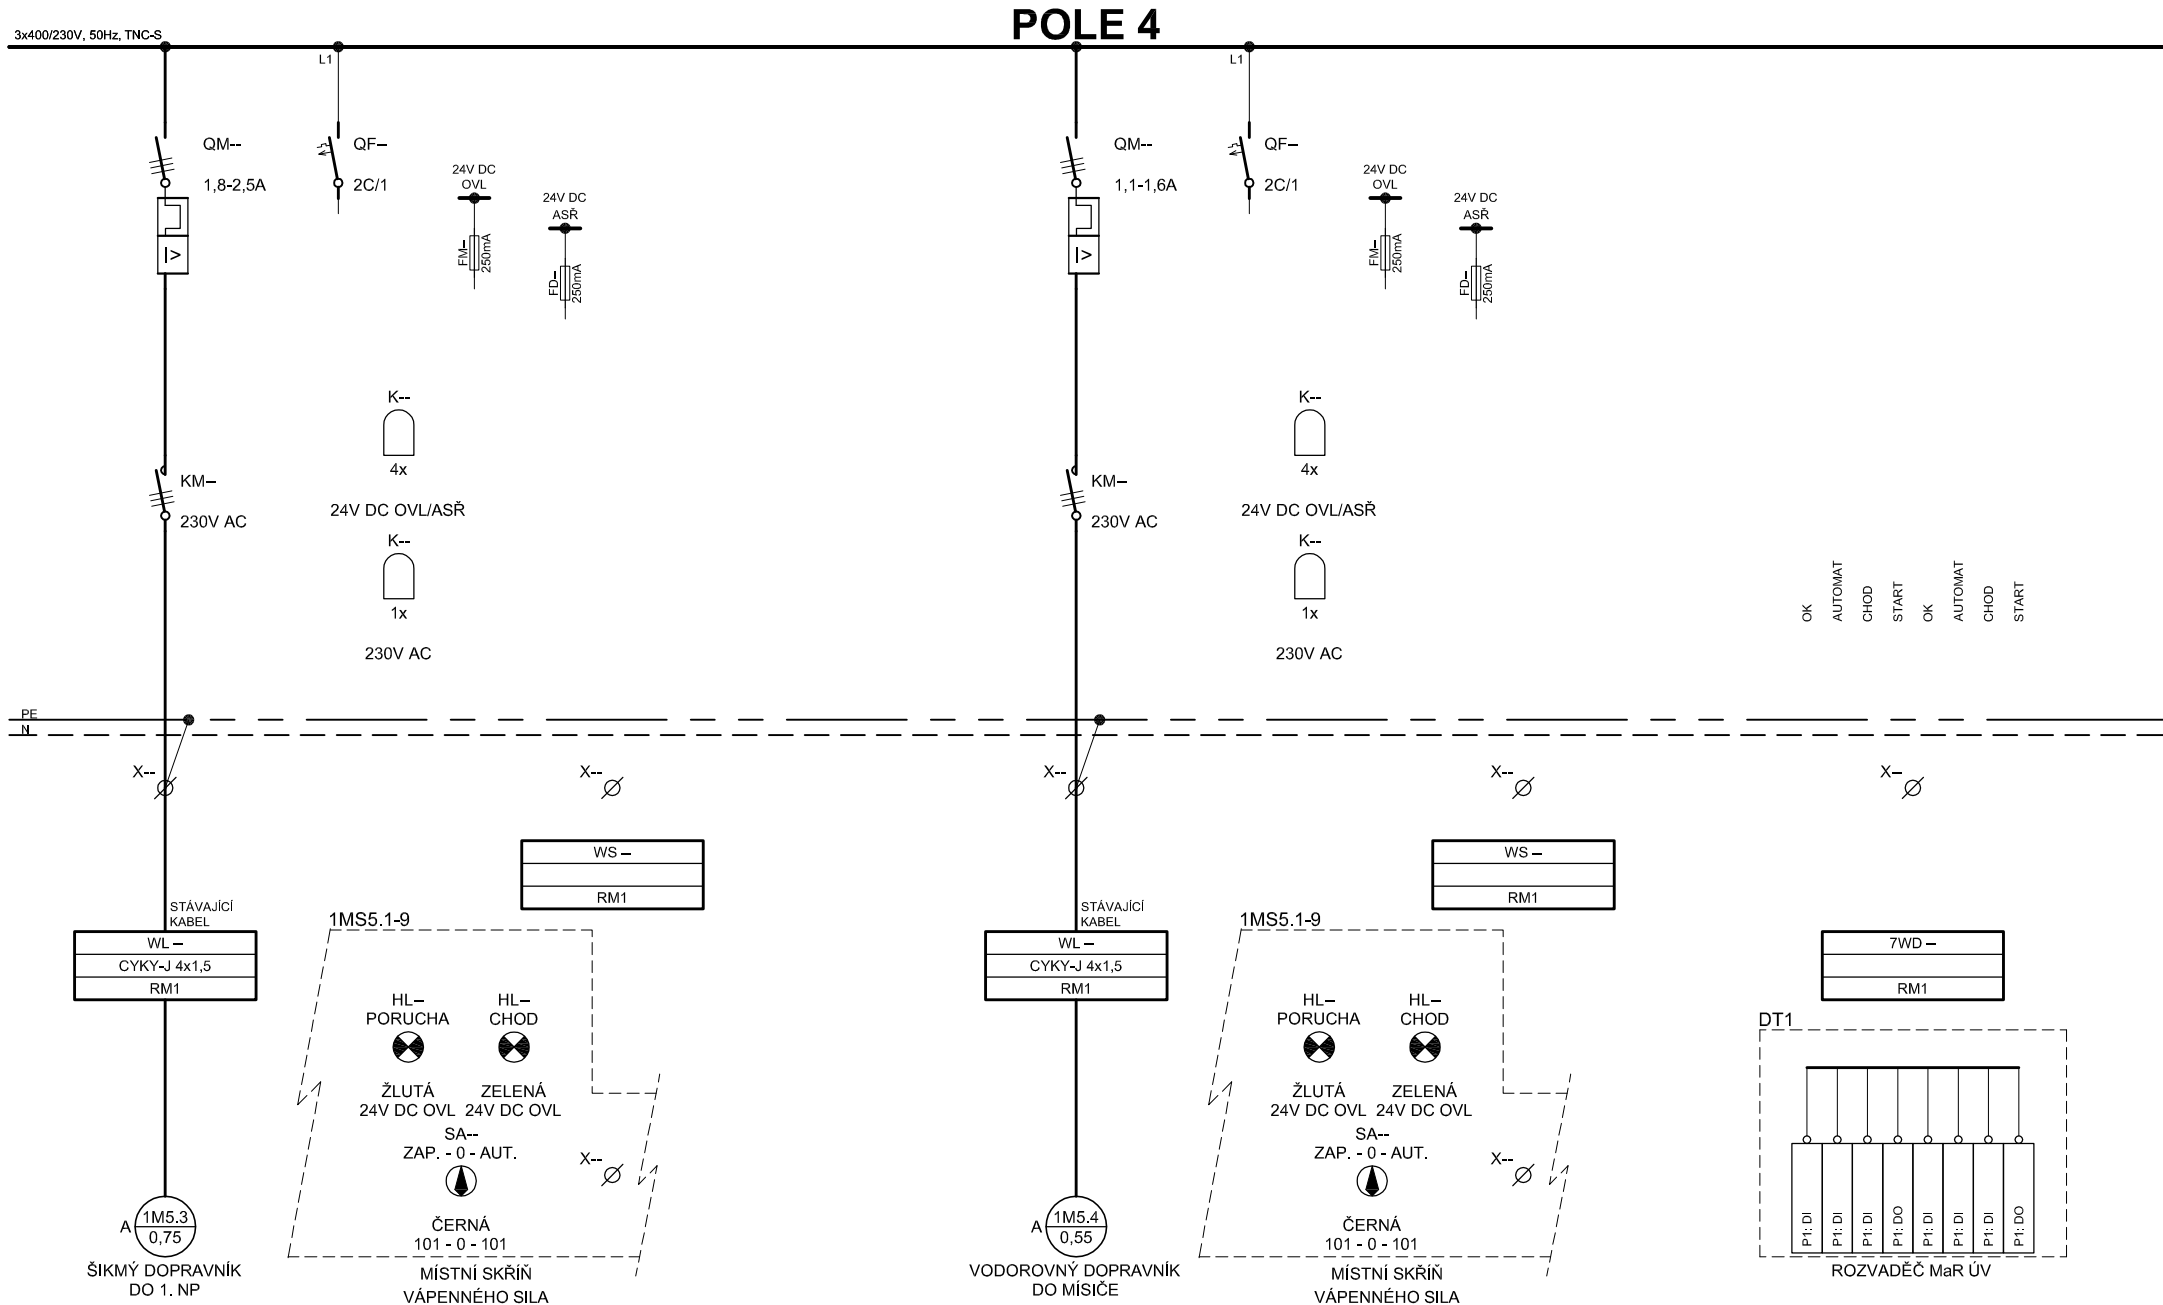 POLE 4
3x400/230V, 50Hz, TNC-S
L1
L1
QM--
1,8-2,5A
QF–
2C/1
24V DC
OVL
FM–
250mA
24V DC
ASŘ
FD–
250mA
I>
QM--
1,1-1,6A
QF–
2C/1
24V DC
OVL
FM–
250mA
24V DC
ASŘ
FD–
250mA
I>
K--
4x
24V DC OVL/ASŘ
KM–
230V AC
K--
1x
230V AC
K--
4x
24V DC OVL/ASŘ
KM–
230V AC
K--
1x
230V AC
OK
AUTOMAT
CHOD
START
OK
AUTOMAT
CHOD
START
PE
N
X--
X--
X--
X--
X–
WS –
RM1
WS –
RM1
STÁVAJÍCÍ
KABEL
WL –
CYKY-J 4x1,5
RM1
1MS5.1-9
HL–
PORUCHA
HL–
CHOD
ŽLUTÁ
24V DC OVL
ZELENÁ
24V DC OVL
SA--
ZAP. - 0 - AUT.
X--
ČERNÁ
101 - 0 - 101
MÍSTNÍ SKŘÍŇ
VÁPENNÉHO SILA
A
1M5.3
0,75
ŠIKMÝ DOPRAVNÍK
DO 1. NP
STÁVAJÍCÍ
KABEL
WL –
CYKY-J 4x1,5
RM1
1MS5.1-9
HL–
PORUCHA
HL–
CHOD
ŽLUTÁ
24V DC OVL
ZELENÁ
24V DC OVL
SA--
ZAP. - 0 - AUT.
X--
ČERNÁ
101 - 0 - 101
MÍSTNÍ SKŘÍŇ
VÁPENNÉHO SILA
A
1M5.4
0,55
VODOROVNÝ DOPRAVNÍK
DO MÍSIČE
7WD –
RM1
DT1
P1: DI
P1: DI
P1: DI
P1: DO
P1: DI
P1: DI
P1: DI
P1: DO
ROZVADĚČ MaR ÚV